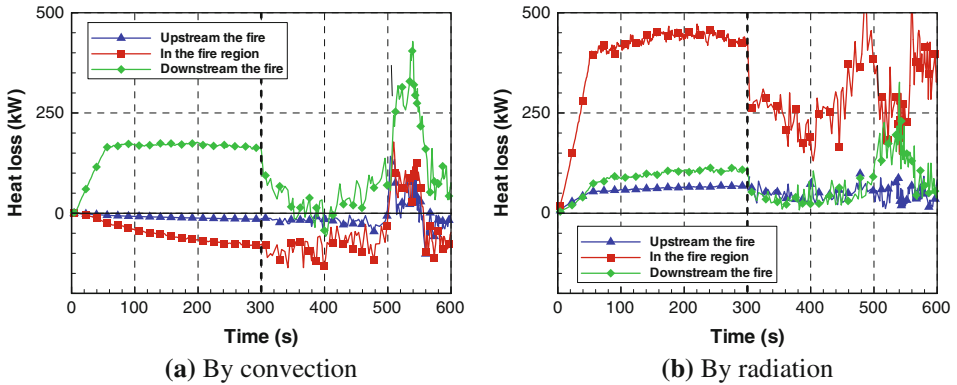 500
250
0
Heat loss (kW)
Upstream the fire
In the fire region
Downstream the fire
0 100 200 300 400 500 600
Time (s)
(a) By convection
500
250
0
Heat loss (kW)
Upstream the fire
In the fire region
Downstream the fire
0 100 200 300 400 500 600
Time (s)
(b) By radiation